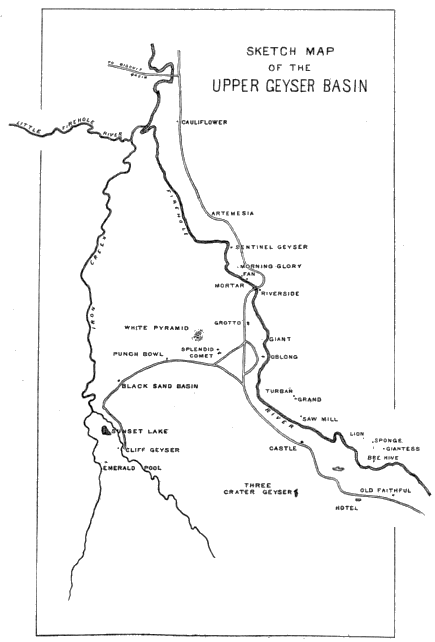 SKETCH MAP
OF THE
UPPER GEYSER BASIN
TO BISCUIT
BASIN
LITTLE FIREHOLE RIVER
CAULIFLOWER
FIREHOLE
ARTEMESIA
SENTINEL GEYSER
MORNING GLORY
FAN
MORTAR
RIVERSIDE
IRON CREEK
GROTTO
WHITE PYRAMID
GIANT
SPLENDID
COMET
PUNCH BOWL
OBLONG
BLACK SAND BASIN
TURBAN
GRAND
RIVER
SAW MILL
SUNSET LAKE
LION
SPONGE
GIANTESS
CLIFF GEYSER
CASTLE
BEE HIVE
EMERALD POOL
THREE
CRATER GEYSER
OLD FAITHFUL
HOTEL